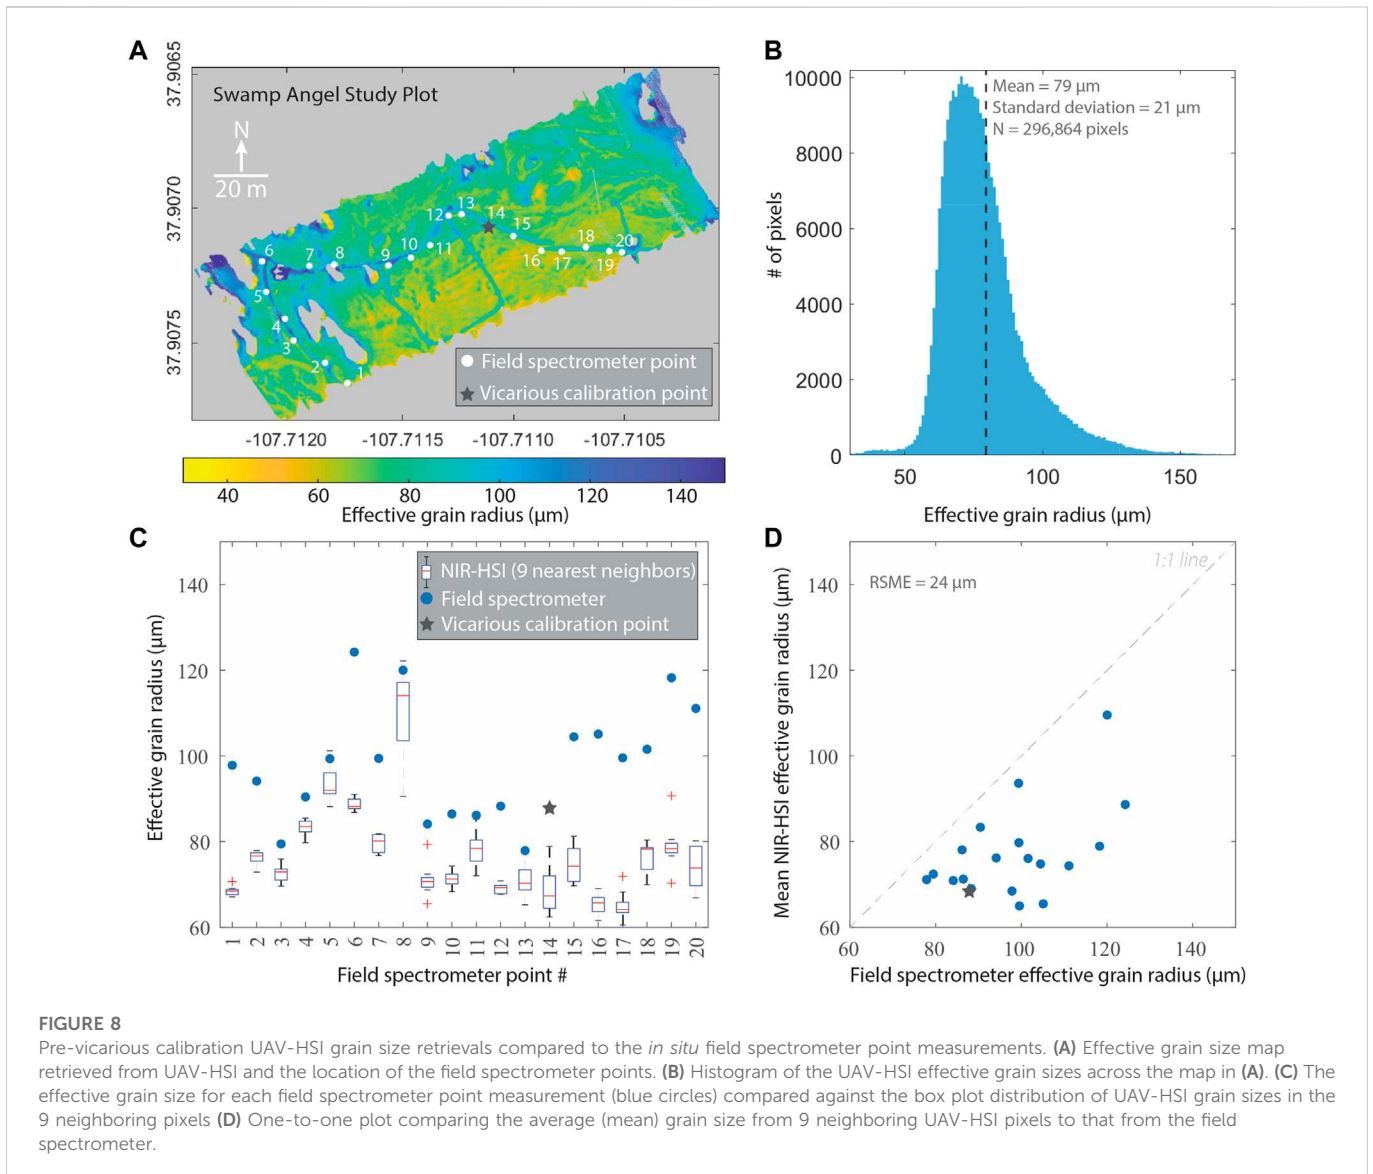 A
B
37.9065
37.9070
37.9075
Swamp Angel Study Plot
N
20 m
1
2
3
4
5
6
7
8
9
10
11
12
13
14
15
16
17
18
19
20
Field spectrometer point
Vicarious calibration point
-107.7120
-107.7115
-107.7110
-107.7105
40
60
80
100
120
140
Effective grain radius (µm)
Mean = 79 µm
Standard deviation = 21 µm
N = 296,864 pixels
# of pixels
10000
8000
6000
4000
2000
0
50
100
150
Effective grain radius (µm)
C
Effective grain radius (µm)
140
120
100
80
60
NIR-HSI (9 nearest neighbors)
Field spectrometer
Vicarious calibration point
1
2
3
4
5
6
7
8
9
10
11
12
13
14
15
16
17
18
19
20
Field spectrometer point #
D
Mean NIR-HSI effective grain radius (µm)
140
120
100
80
60
RSME = 24 µm
1:1 line
60
80
100
120
140
Field spectrometer effective grain radius (µm)
FIGURE 8
Pre-vicarious calibration UAV-HSI grain size retrievals compared to the in situ field spectrometer point measurements. (A) Effective grain size map
retrieved from UAV-HSI and the location of the field spectrometer points. (B) Histogram of the UAV-HSI effective grain sizes across the map in (A). (C) The
effective grain size for each field spectrometer point measurement (blue circles) compared against the box plot distribution of UAV-HSI grain sizes in the
9 neighboring pixels (D) One-to-one plot comparing the average (mean) grain size from 9 neighboring UAV-HSI pixels to that from the field
spectrometer.